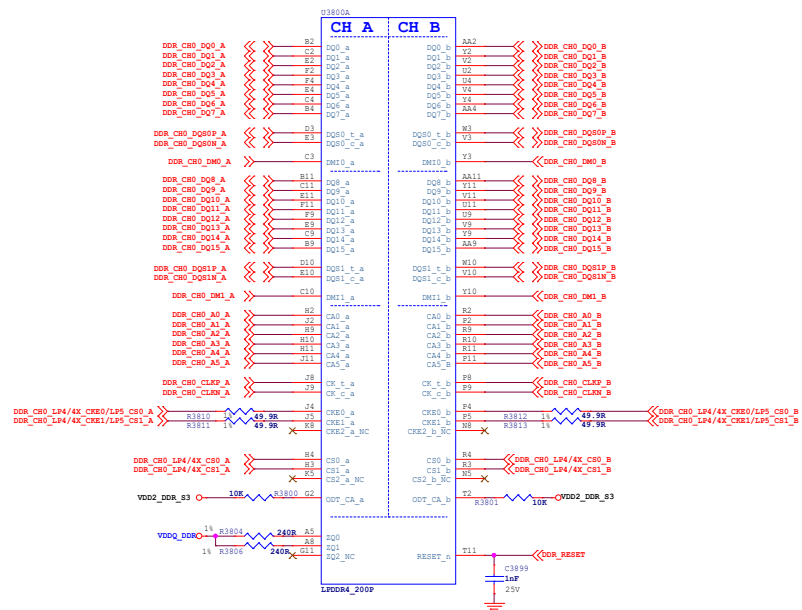 U3800A
CH A CH B
DDR_CH0_DQ0_A B2 DQ0_a DQ0_b AA2 DDR_CH0_DQ0_B
DDR_CH0_DQ1_A C2 DQ1_a DQ1_b Y2 DDR_CH0_DQ1_B
DDR_CH0_DQ2_A E2 DQ2_a DQ2_b V2 DDR_CH0_DQ2_B
DDR_CH0_DQ3_A F2 DQ3_a DQ3_b U2 DDR_CH0_DQ3_B
DDR_CH0_DQ4_A F4 DQ4_a DQ4_b U4 DDR_CH0_DQ4_B
DDR_CH0_DQ5_A E4 DQ5_a DQ5_b V4 DDR_CH0_DQ5_B
DDR_CH0_DQ6_A C4 DQ6_a DQ6_b Y4 DDR_CH0_DQ6_B
DDR_CH0_DQ7_A B4 DQ7_a DQ7_b AA4 DDR_CH0_DQ7_B
DDR_CH0_DQS0P_A D3 DQS0_t_a DQS0_t_b W3 DDR_CH0_DQS0P_B
DDR_CH0_DQS0N_A E3 DQS0_c_a DQS0_c_b V3 DDR_CH0_DQS0N_B
DDR_CH0_DM0_A C3 DMI0_a DMI0_b Y3 DDR_CH0_DM0_B
DDR_CH0_DQ8_A B11 DQ8_a DQ8_b AA11 DDR_CH0_DQ8_B
DDR_CH0_DQ9_A C11 DQ9_a DQ9_b Y11 DDR_CH0_DQ9_B
DDR_CH0_DQ10_A E11 DQ10_a DQ10_b V11 DDR_CH0_DQ10_B
DDR_CH0_DQ11_A F11 DQ11_a DQ11_b U11 DDR_CH0_DQ11_B
DDR_CH0_DQ12_A F9 DQ12_a DQ12_b U9 DDR_CH0_DQ12_B
DDR_CH0_DQ13_A E9 DQ13_a DQ13_b V9 DDR_CH0_DQ13_B
DDR_CH0_DQ14_A C9 DQ14_a DQ14_b Y9 DDR_CH0_DQ14_B
DDR_CH0_DQ15_A B9 DQ15_a DQ15_b AA9 DDR_CH0_DQ15_B
DDR_CH0_DQS1P_A D10 DQS1_t_a DQS1_t_b W10 DDR_CH0_DQS1P_B
DDR_CH0_DQS1N_A E10 DQS1_c_a DQS1_c_b V10 DDR_CH0_DQS1N_B
DDR_CH0_DM1_A C10 DMI1_a DMI1_b Y10 DDR_CH0_DM1_B
DDR_CH0_A0_A H2 CA0_a CA0_b R2 DDR_CH0_A0_B
DDR_CH0_A1_A J2 CA1_a CA1_b P2 DDR_CH0_A1_B
DDR_CH0_A2_A H9 CA2_a CA2_b R9 DDR_CH0_A2_B
DDR_CH0_A3_A H10 CA3_a CA3_b R10 DDR_CH0_A3_B
DDR_CH0_A4_A H11 CA4_a CA4_b R11 DDR_CH0_A4_B
DDR_CH0_A5_A J11 CA5_a CA5_b P11 DDR_CH0_A5_B
DDR_CH0_CLKP_A J8 CK_t_a CK_t_b P8 DDR_CH0_CLKP_B
DDR_CH0_CLKN_A J9 CK_c_a CK_c_b P9 DDR_CH0_CLKN_B
DDR_CH0_LP4/4X_CKE0/LP5_CS0_A R3810 1% 49.9R J4 CKE0_a CKE0_b P4 R3812 1% 49.9R DDR_CH0_LP4/4X_CKE0/LP5_CS0_B
DDR_CH0_LP4/4X_CKE1/LP5_CS1_A R3811 1% 49.9R J5 CKE1_a CKE1_b P5 R3813 1% 49.9R DDR_CH0_LP4/4X_CKE1/LP5_CS1_B
K8 CKE2_a_NC CKE2_b_NC N8
DDR_CH0_LP4/4X_CS0_A H4 CS0_a CS0_b R4 DDR_CH0_LP4/4X_CS0_B
DDR_CH0_LP4/4X_CS1_A H3 CS1_a CS1_b R3 DDR_CH0_LP4/4X_CS1_B
K5 CS2_a_NC CS2_b_NC N5
VDD2_DDR_S3 10K R3800 G2 ODT_CA_a ODT_CA_b T2 R3801 10K VDD2_DDR_S3
VDDQ_DDR 1% R3804 240R A5 ZQ0
1% R3806 240R A8 ZQ1
G11 ZQ2_NC RESET_n T11 DDR_RESET
C3899
1nF
25V
LPDDR4_200P